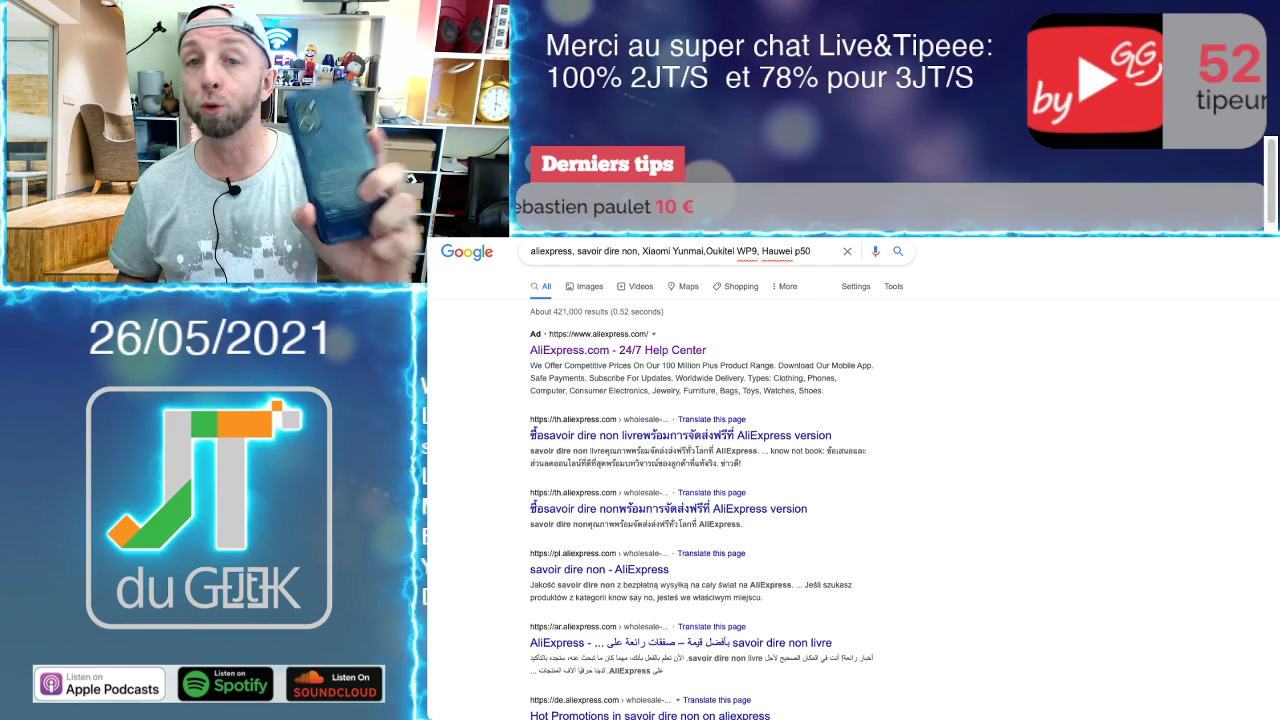 Merci au super chat Live&Tipeee:
100% 2JT/S et 78% pour 3JT/S
by GG
52
tipeur
Derniers tips
ebastien paulet 10 €
Google
aliexpress, savoir dire non, Xiaomi Yunmai,Oukitel WP9, Hauwei p50
All Images Videos Maps Shopping More Settings Tools
About 421,000 results (0.52 seconds)
Ad · https://www.aliexpress.com/
AliExpress.com - 24/7 Help Center
We Offer Competitive Prices On Our 100 Million Plus Product Range. Download Our Mobile App.
Safe Payments. Subscribe For Updates. Worldwide Delivery. Types: Clothing, Phones,
Computer, Consumer Electronics, Jewelry, Furniture, Bags, Toys, Watches, Shoes.
https://th.aliexpress.com › wholesale-... · Translate this page
ซื้อsavoir dire non livreพร้อมการจัดส่งฟรีที่ AliExpress version
savoir dire non livreคุณภาพพร้อมจัดส่งส่งฟรีทั่วโลกที่ AliExpress. ... know not book: ข้อเสนอและ
ส่วนลดออนไลน์ที่ดีที่สุดพร้อมบทวิจารณ์ของลูกค้าที่แท้จริง. ข่าวดี!
https://th.aliexpress.com › wholesale-... · Translate this page
ซื้อsavoir dire nonพร้อมการจัดส่งฟรีที่ AliExpress version
savoir dire nonคุณภาพพร้อมจัดส่งส่งฟรีทั่วโลกที่ AliExpress.
https://pl.aliexpress.com › wholesale-... · Translate this page
savoir dire non - AliExpress
Jakość savoir dire non z bezpłatną wysyłką na cały świat na AliExpress. ... Jeśli szukasz
produktów z kategorii know say no, jesteś we właściwym miejscu.
https://ar.aliexpress.com › wholesale-... · Translate this page
AliExpress - ... بأفضل قيمة – صفقات رائعة على savoir dire non livre
أخبار رائعة! أنت في المكان الصحيح لأجل savoir dire non livre. الآن تعلم بالفعل بأنك، مهما كان ما تبحث عنه، ستجده بالتأكيد
على AliExpress. لدينا حرفيًا آلاف المنتجات ...
https://de.aliexpress.com › wholesale-... Translate this page
Hot Promotions in savoir dire non on aliexpress
26/05/2021
JT
du GEEK
Listen on
Apple Podcasts
Listen on
Spotify
Listen On
SOUNDCLOUD